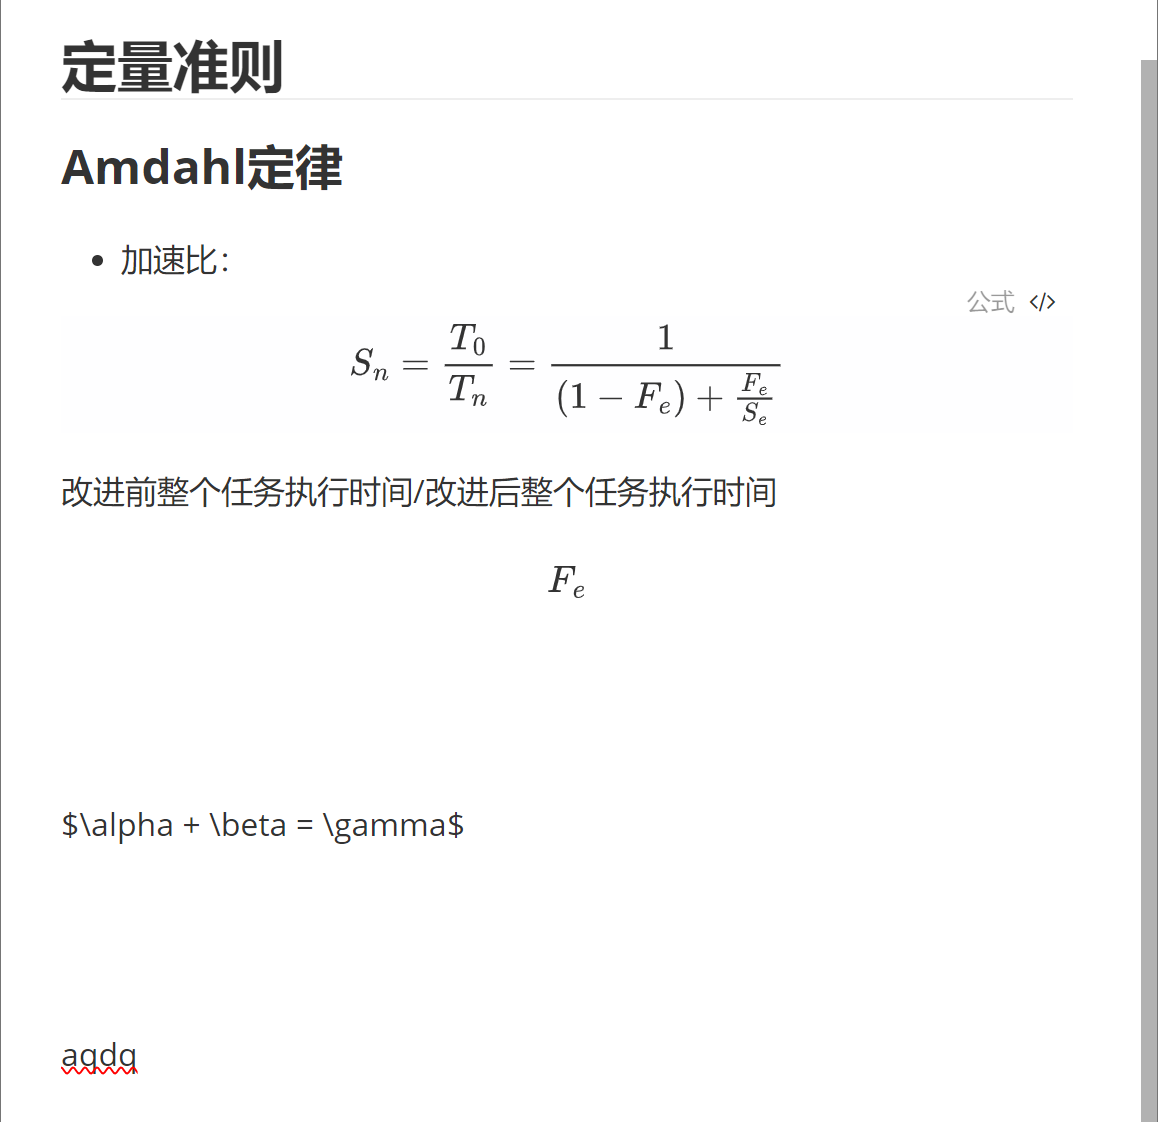 定量准则
Amdahl定律
• 加速比：
公式 </>
$S_n = \frac{T_0}{T_n} = \frac{1}{(1 - F_e) + \frac{F_e}{S_e}}$
改进前整个任务执行时间/改进后整个任务执行时间
$F_e$
$\alpha + \beta = \gamma$
aqdq